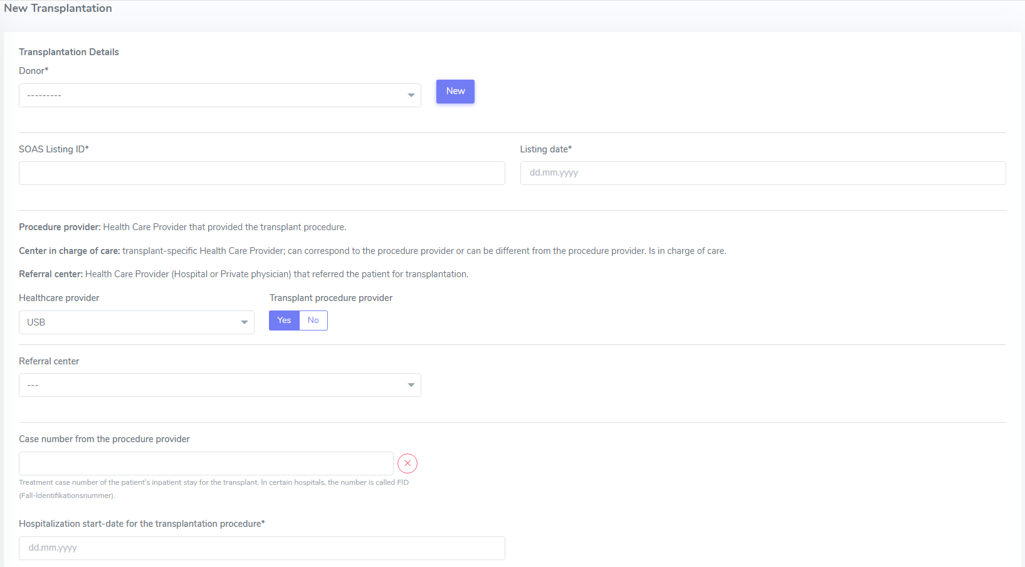 New Transplantation
Transplantation Details
Donor*
---------
New
SOAS Listing ID*
Listing date*
dd.mm.yyyy
Procedure provider: Health Care Provider that provided the transplant procedure.
Center in charge of care: transplant-specific Health Care Provider; can correspond to the procedure provider or can be different from the procedure provider. Is in charge of care.
Referral center: Health Care Provider (Hospital or Private physician) that referred the patient for transplantation.
Healthcare provider
Transplant procedure provider
USB
Yes No
Referral center
---
Case number from the procedure provider
Treatment case number of the patient's inpatient stay for the transplant. In certain hospitals, the number is called FID
(Fall-Identifikationsnummer).
Hospitalization start-date for the transplantation procedure*
dd.mm.yyyy